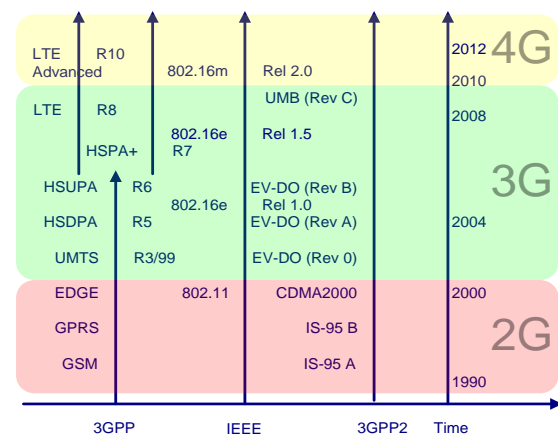 4G
2012
LTE R10
Advanced 802.16m Rel 2.0
2010
UMB (Rev C)
LTE R8 2008
802.16e Rel 1.5
HSPA+ R7
3G
HSUPA R6 EV-DO (Rev B)
802.16e Rel 1.0
HSDPA R5 EV-DO (Rev A) 2004
UMTS R3/99 EV-DO (Rev 0)
EDGE 802.11 CDMA2000 2000
GPRS IS-95 B
2G
GSM IS-95 A
1990
3GPP IEEE 3GPP2 Time